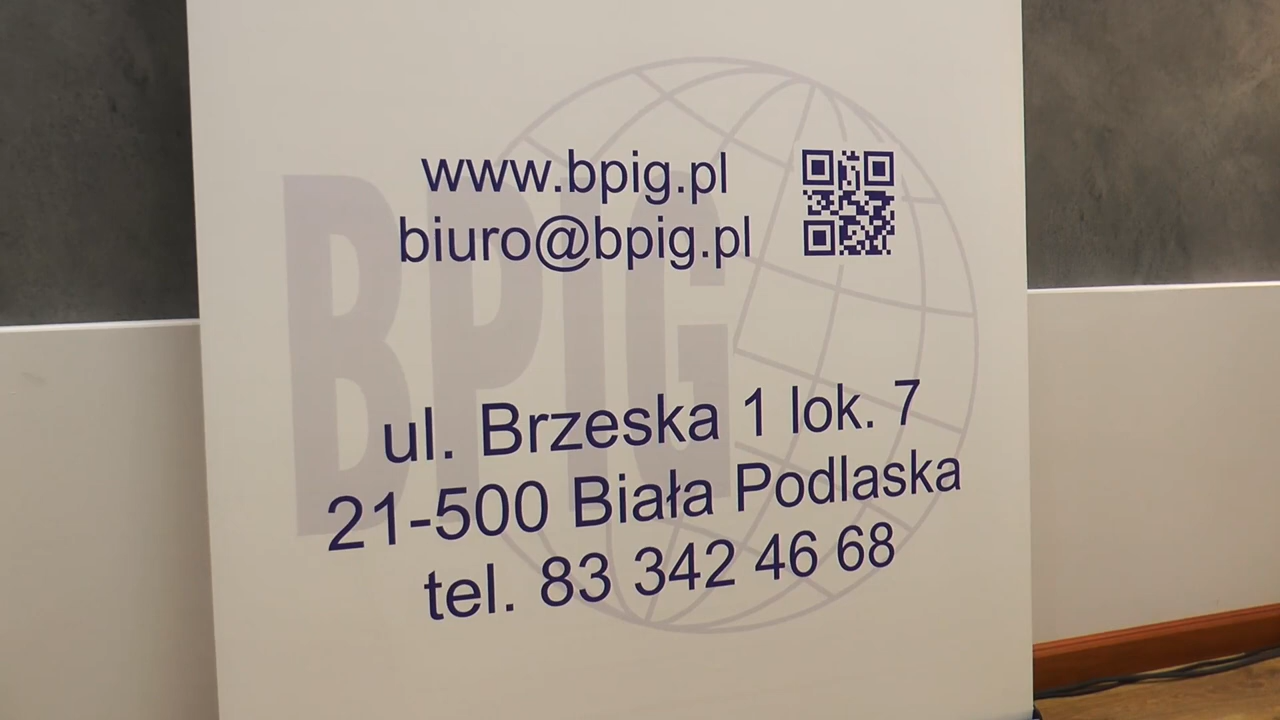 BPIG
www.bpig.pl
biuro@bpig.pl
ul. Brzeska 1 lok. 7
21-500 Biała Podlaska
tel. 83 342 46 68